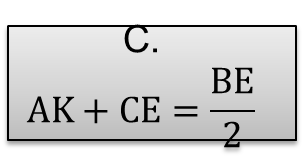 C.
AK + CE = BE/2